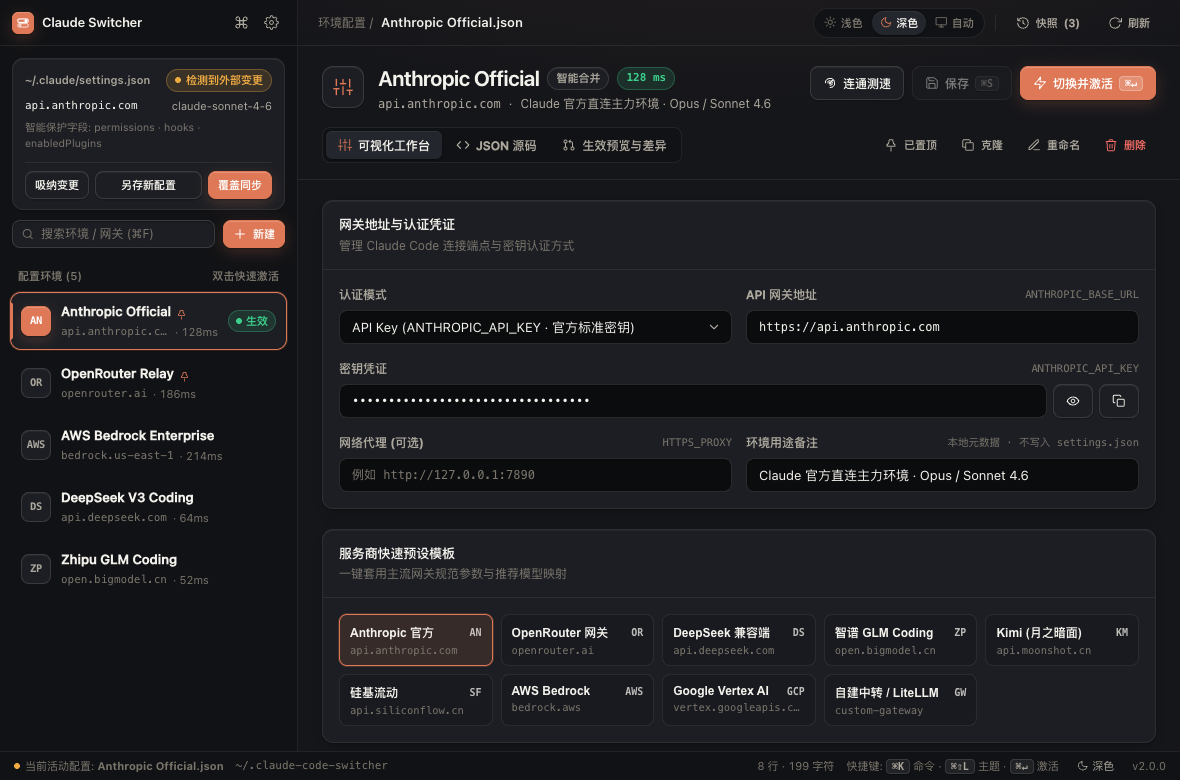 Claude Switcher
⌘
环境配置 / Anthropic Official.json
浅色 深色 自动
快照 (3) 刷新
~/.claude/settings.json 检测到外部变更
api.anthropic.com claude-sonnet-4-6
智能保护字段: permissions · hooks ·
enabledPlugins
吸纳变更 另存新配置 覆盖同步
搜索环境 / 网关 (⌘F) 新建
配置环境 (5) 双击快速激活
AN Anthropic Official
api.anthropic.c… · 128ms 生效
OR OpenRouter Relay
openrouter.ai · 186ms
AWS AWS Bedrock Enterprise
bedrock.us-east-1 · 214ms
DS DeepSeek V3 Coding
api.deepseek.com · 64ms
ZP Zhipu GLM Coding
open.bigmodel.cn · 52ms
Anthropic Official 智能合并 128 ms
api.anthropic.com · Claude 官方直连主力环境 · Opus / Sonnet 4.6
连通测速 保存 ⌘S 切换并激活 ⌘↵
可视化工作台 JSON 源码 生效预览与差异
已置顶 克隆 重命名 删除
网关地址与认证凭证
管理 Claude Code 连接端点与密钥认证方式
认证模式
API Key (ANTHROPIC_API_KEY · 官方标准密钥)
API 网关地址 ANTHROPIC_BASE_URL
https://api.anthropic.com
密钥凭证 ANTHROPIC_API_KEY
网络代理 (可选) HTTPS_PROXY
例如 http://127.0.0.1:7890
环境用途备注 本地元数据 · 不写入 settings.json
Claude 官方直连主力环境 · Opus / Sonnet 4.6
服务商快速预设模板
一键套用主流网关规范参数与推荐模型映射
Anthropic 官方 AN
api.anthropic.com
OpenRouter 网关 OR
openrouter.ai
DeepSeek 兼容端 DS
api.deepseek.com
智谱 GLM Coding ZP
open.bigmodel.cn
Kimi (月之暗面) KM
api.moonshot.cn
硅基流动 SF
api.siliconflow.cn
AWS Bedrock AWS
bedrock.aws
Google Vertex AI GCP
vertex.googleapis.c…
自建中转 / LiteLLM GW
custom-gateway
当前活动配置: Anthropic Official.json ~/.claude-code-switcher
8 行 · 199 字符 快捷键: ⌘K 命令 · ⌘⇧L 主题 · ⌘↵ 激活 深色 v2.0.0